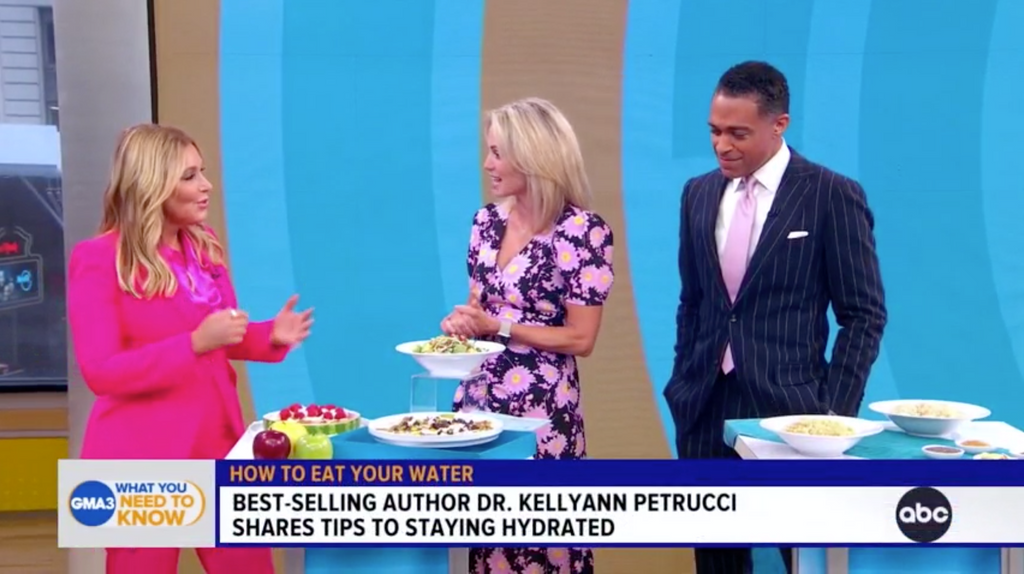 HOW TO EAT YOUR WATER
GMA3
WHAT YOU
NEED TO
KNOW
BEST-SELLING AUTHOR DR. KELLYANN PETRUCCI
SHARES TIPS TO STAYING HYDRATED
abc